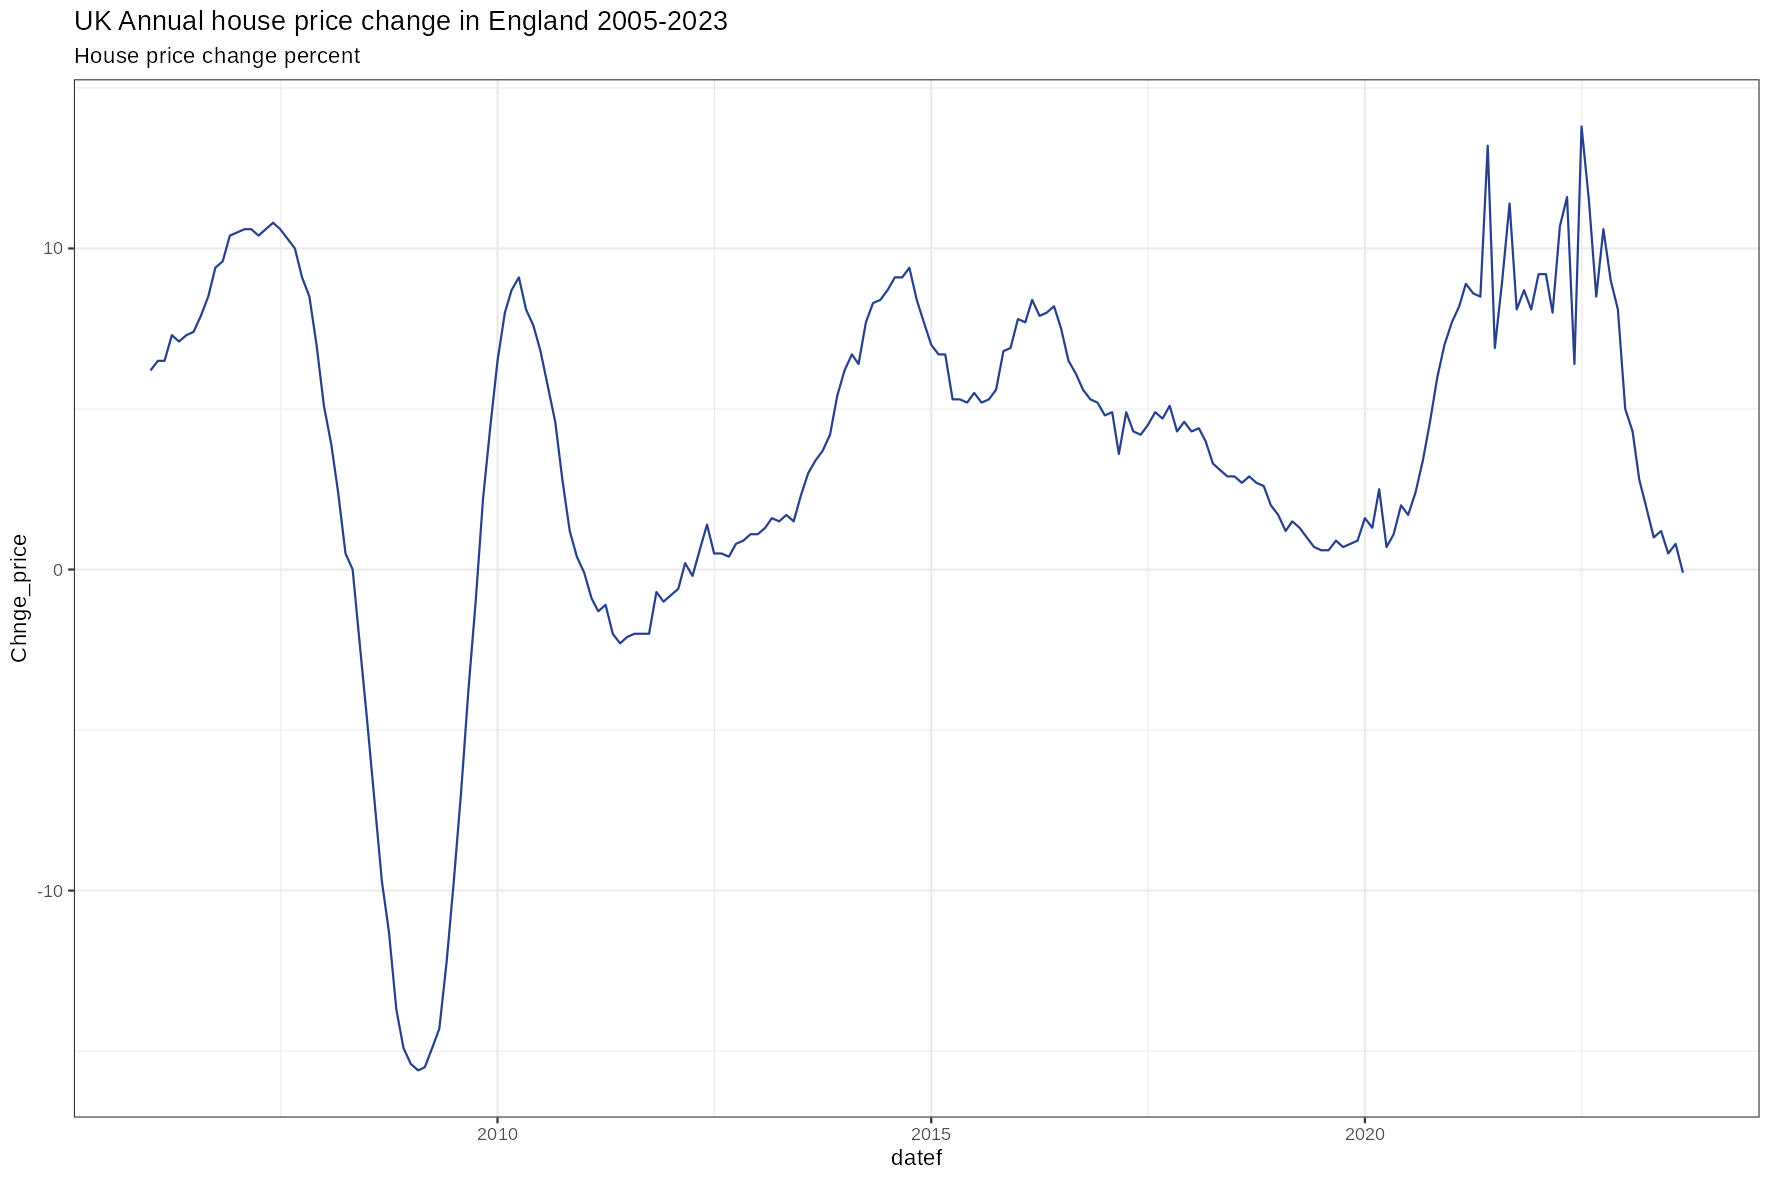 UK Annual house price change in England 2005-2023
House price change percent
10
0
-10
Chnge_price
2010 2015 2020
datef